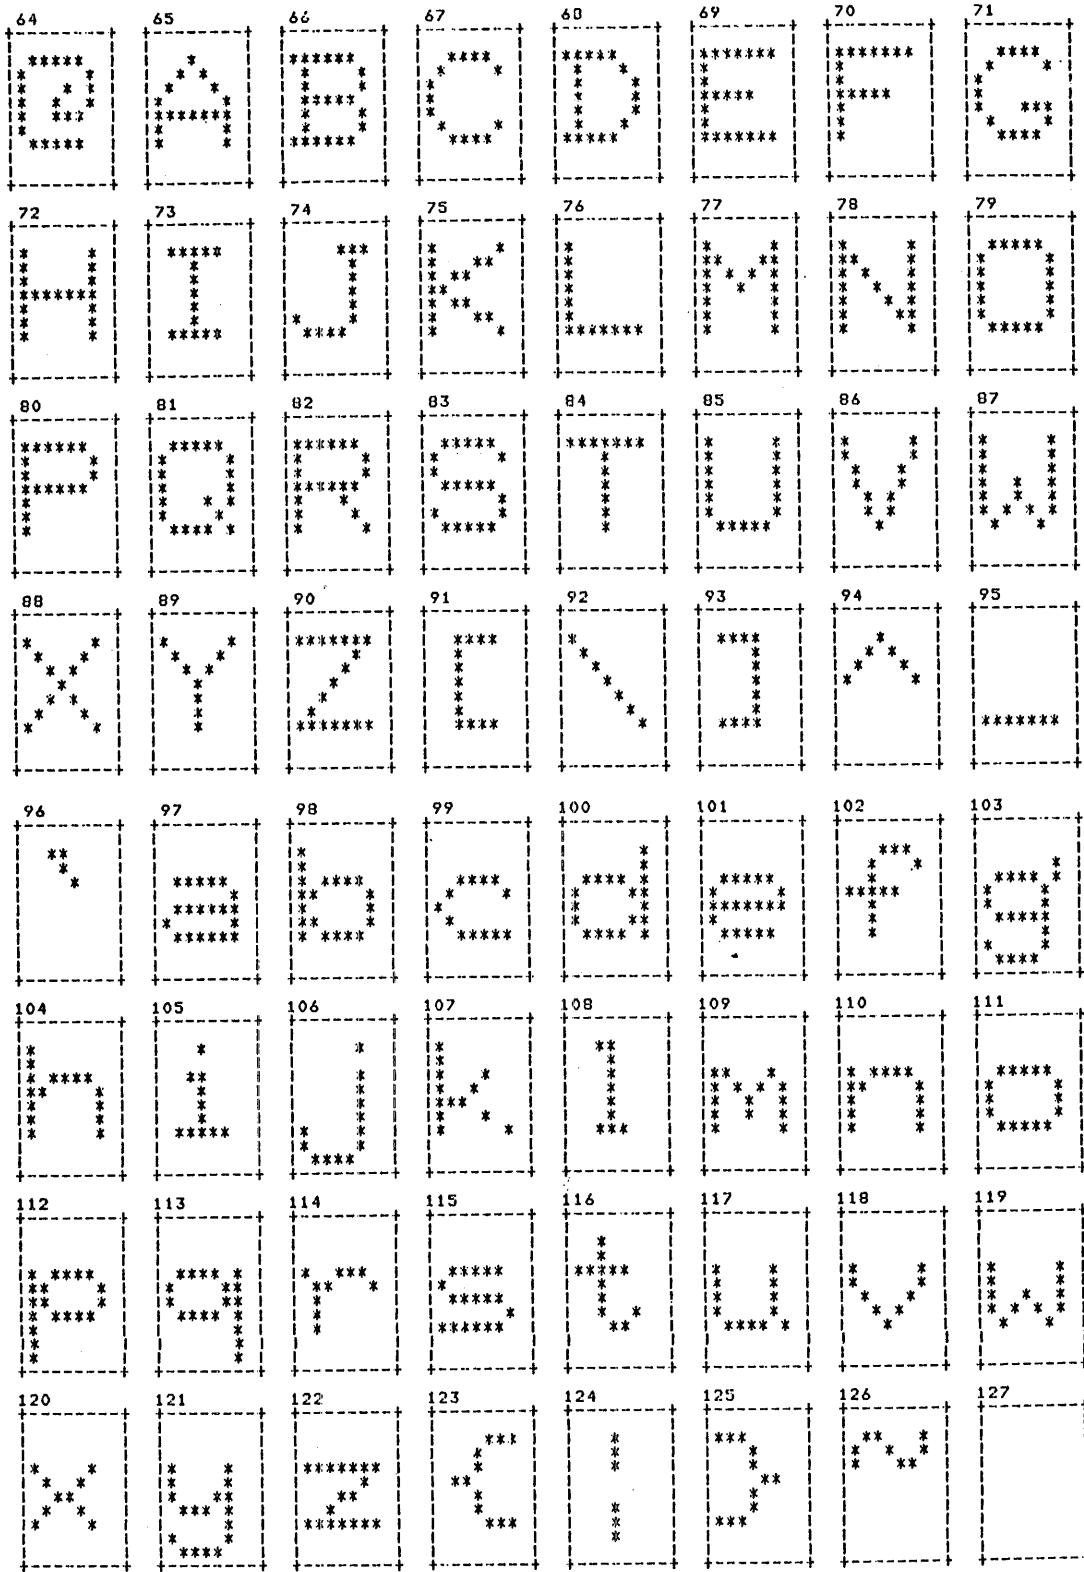 64 65 66 67 68 69 70 71
@ A B C D E F G
72 73 74 75 76 77 78 79
H I J K L M N O
80 81 82 83 84 85 86 87
P Q R S T U V W
88 89 90 91 92 93 94 95
X Y Z [ \ ] ^ _
96 97 98 99 100 101 102 103
` a b c d e f g
104 105 106 107 108 109 110 111
h i j k l m n o
112 113 114 115 116 117 118 119
p q r s t u v w
120 121 122 123 124 125 126 127
x y z { | } ~